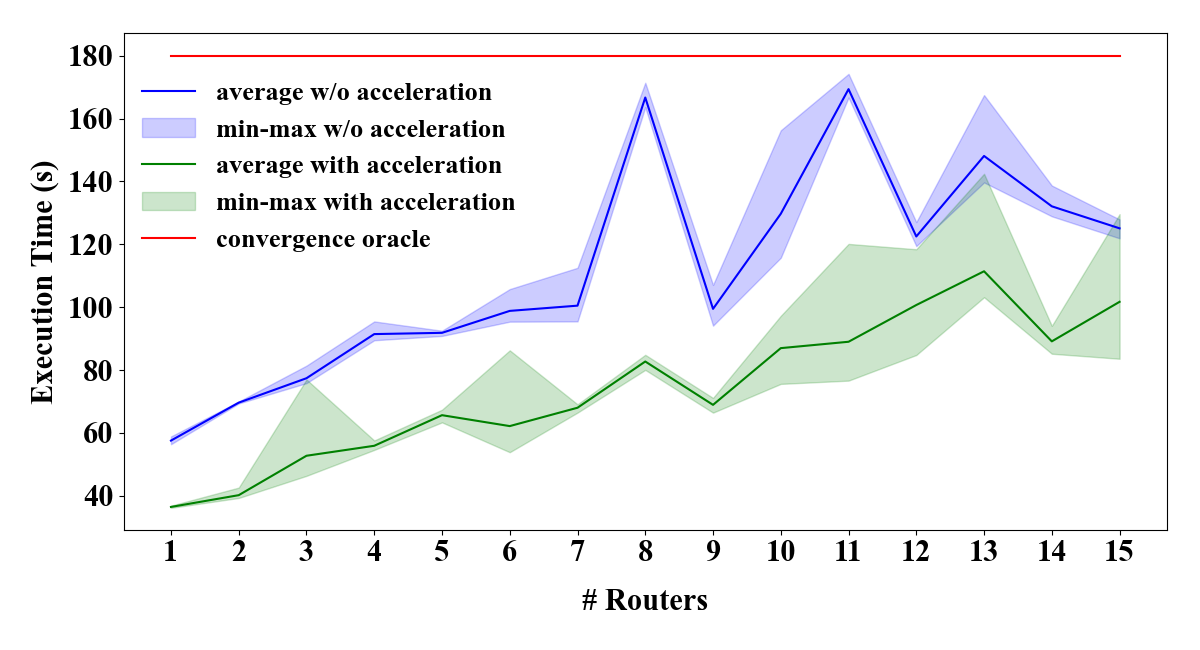 180
160
140
120
100
80
60
40
Execution Time (s)
average w/o acceleration
min-max w/o acceleration
average with acceleration
min-max with acceleration
convergence oracle
1 2 3 4 5 6 7 8 9 10 11 12 13 14 15
# Routers